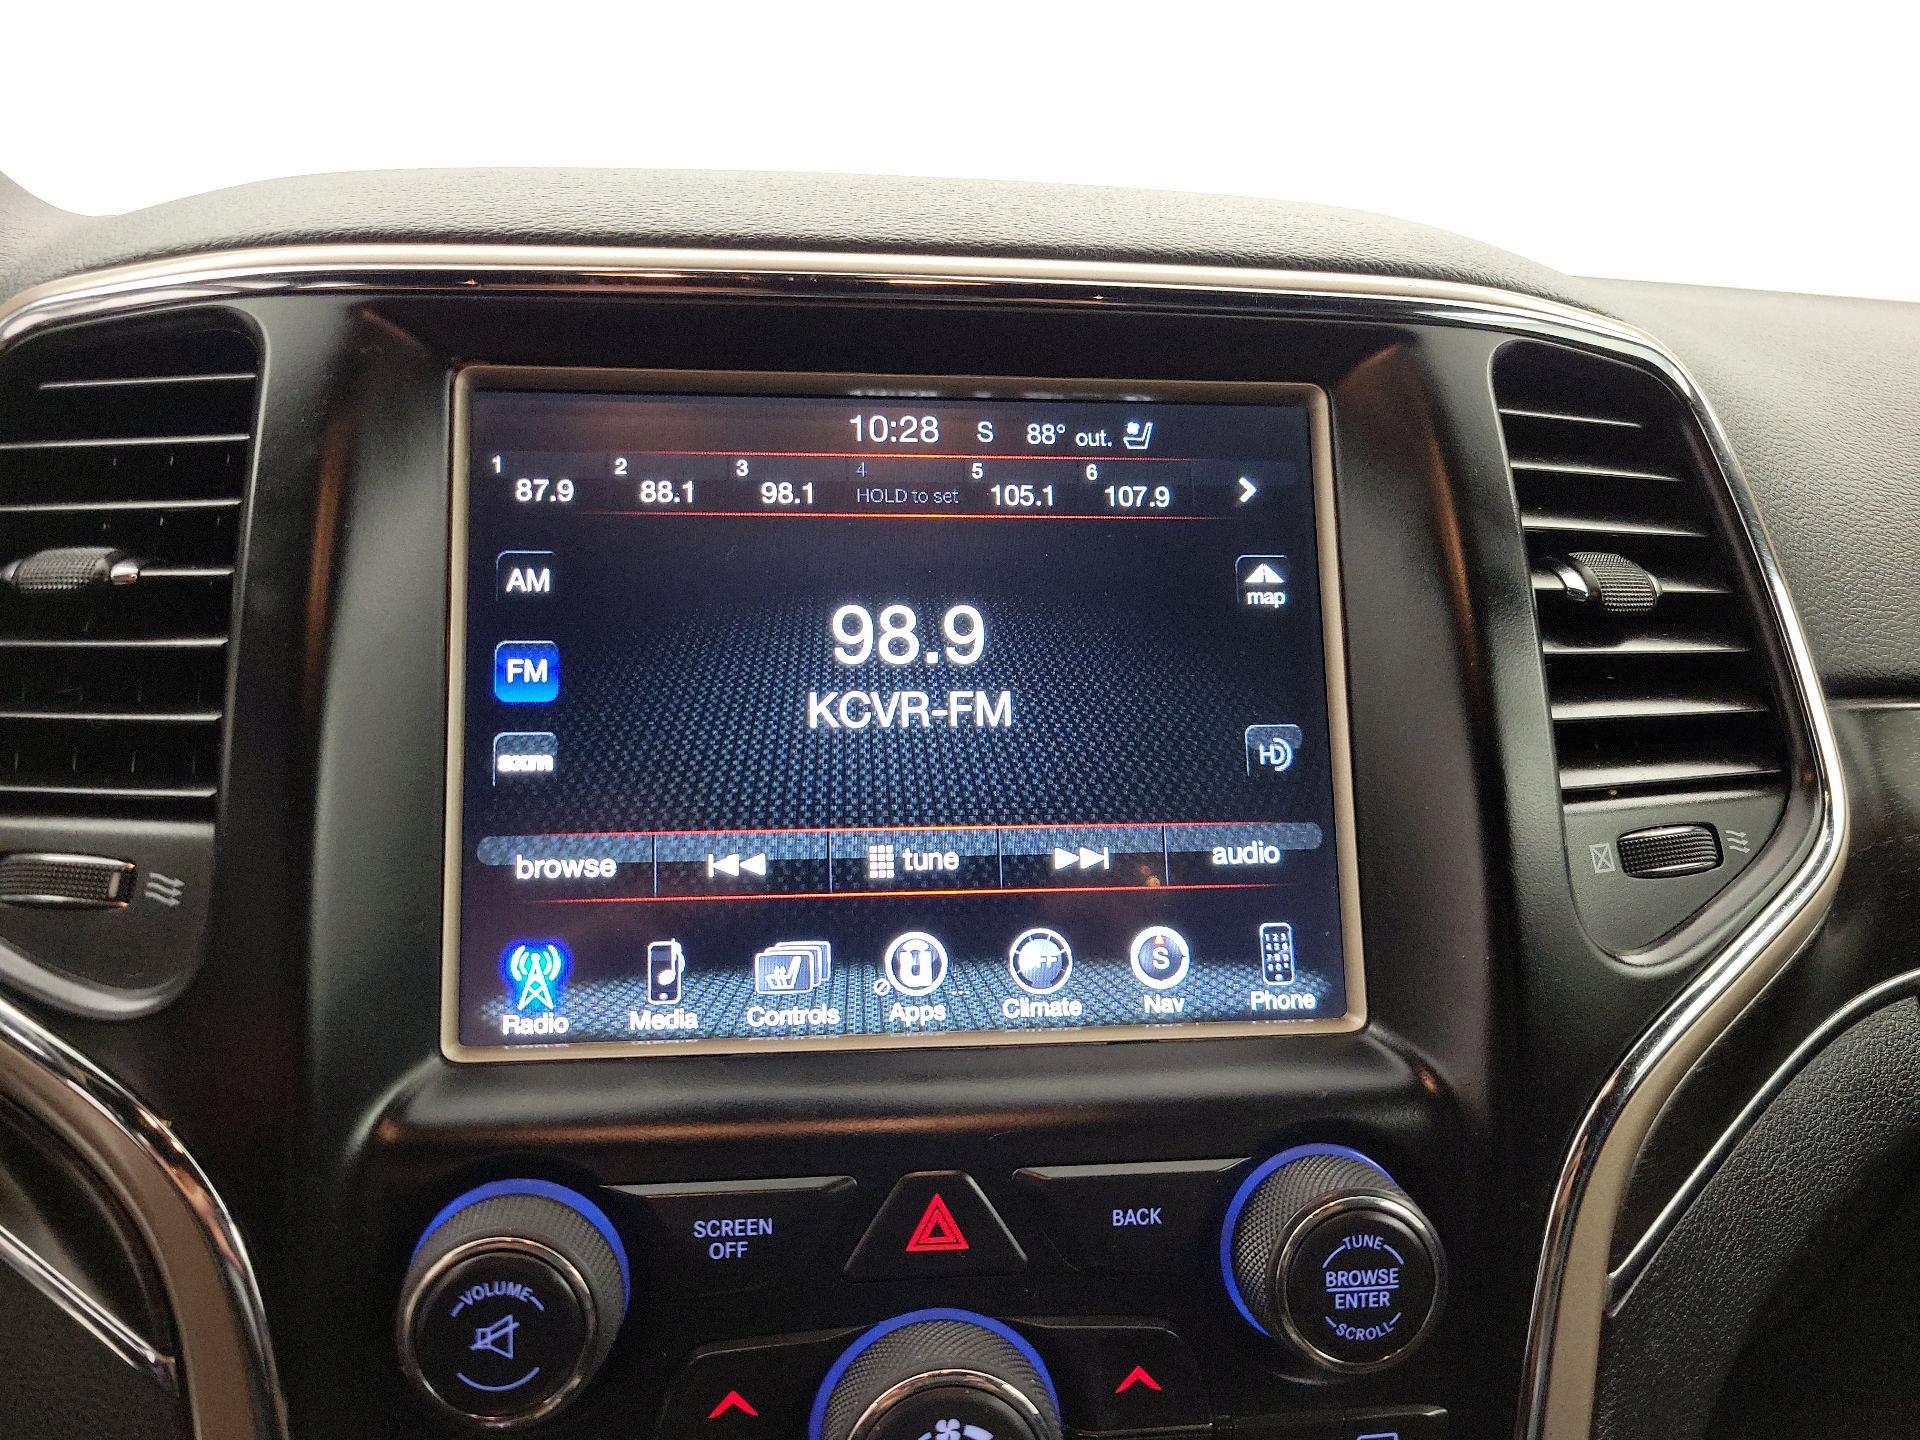 10:28 S 88° out.
1 87.9 2 88.1 3 98.1 4 HOLD to set 5 105.1 6 107.9
AM
map
98.9
FM
KCVR-FM
sxm
HD
browse tune audio
OFF S
Radio Media Controls Apps Climate Nav Phone
SCREEN
OFF
BACK
VOLUME
TUNE
BROWSE
ENTER
SCROLL